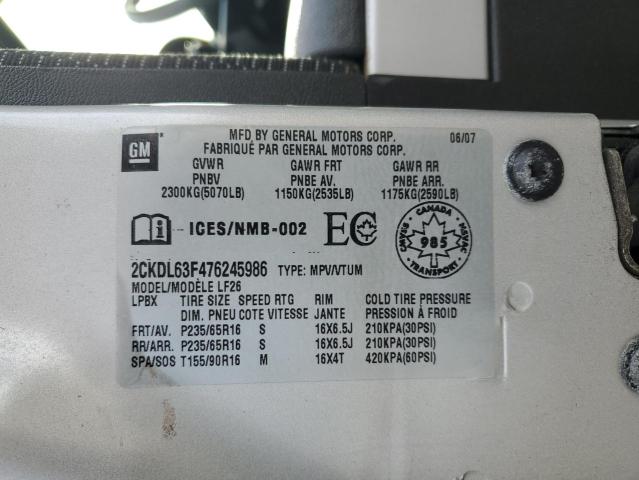 GM
MFD BY GENERAL MOTORS CORP. 06/07
FABRIQUÉ PAR GENERAL MOTORS CORP.
GVWR GAWR FRT GAWR RR
PNBV PNBE AV. PNBE ARR.
2300KG(5070LB) 1150KG(2535LB) 1175KG(2590LB)
ICES/NMB-002 EC CANADA 985 TRANSPORT
2CKDL63F476245986 TYPE: MPV/VTUM
MODEL/MODÈLE LF26
LPBX TIRE SIZE SPEED RTG RIM COLD TIRE PRESSURE
DIM. PNEU COTE VITESSE JANTE PRESSION À FROID
FRT/AV. P235/65R16 S 16X6.5J 210KPA(30PSI)
RR/ARR. P235/65R16 S 16X6.5J 210KPA(30PSI)
SPA/SOS T155/90R16 M 16X4T 420KPA(60PSI)